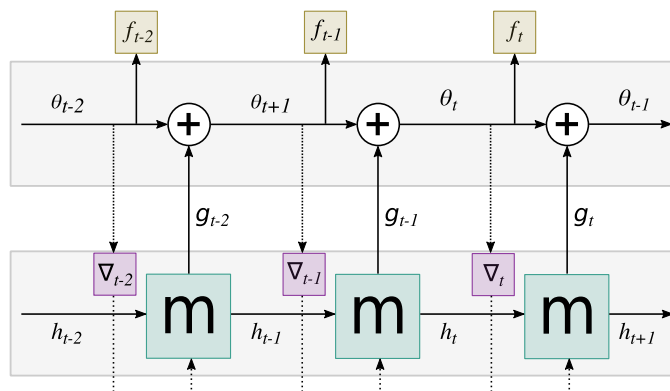 f_{t-2} f_{t-1} f_t
θ_{t-2} θ_{t+1} θ_t θ_{t-1}
+ + +
g_{t-2} g_{t-1} g_t
∇_{t-2} ∇_{t-1} ∇_t
m m m
h_{t-2} h_{t-1} h_t h_{t+1}